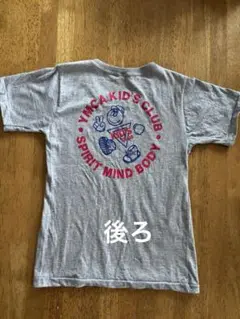 YMCA KID'S CLUB
SPIRIT MIND BODY
後ろ